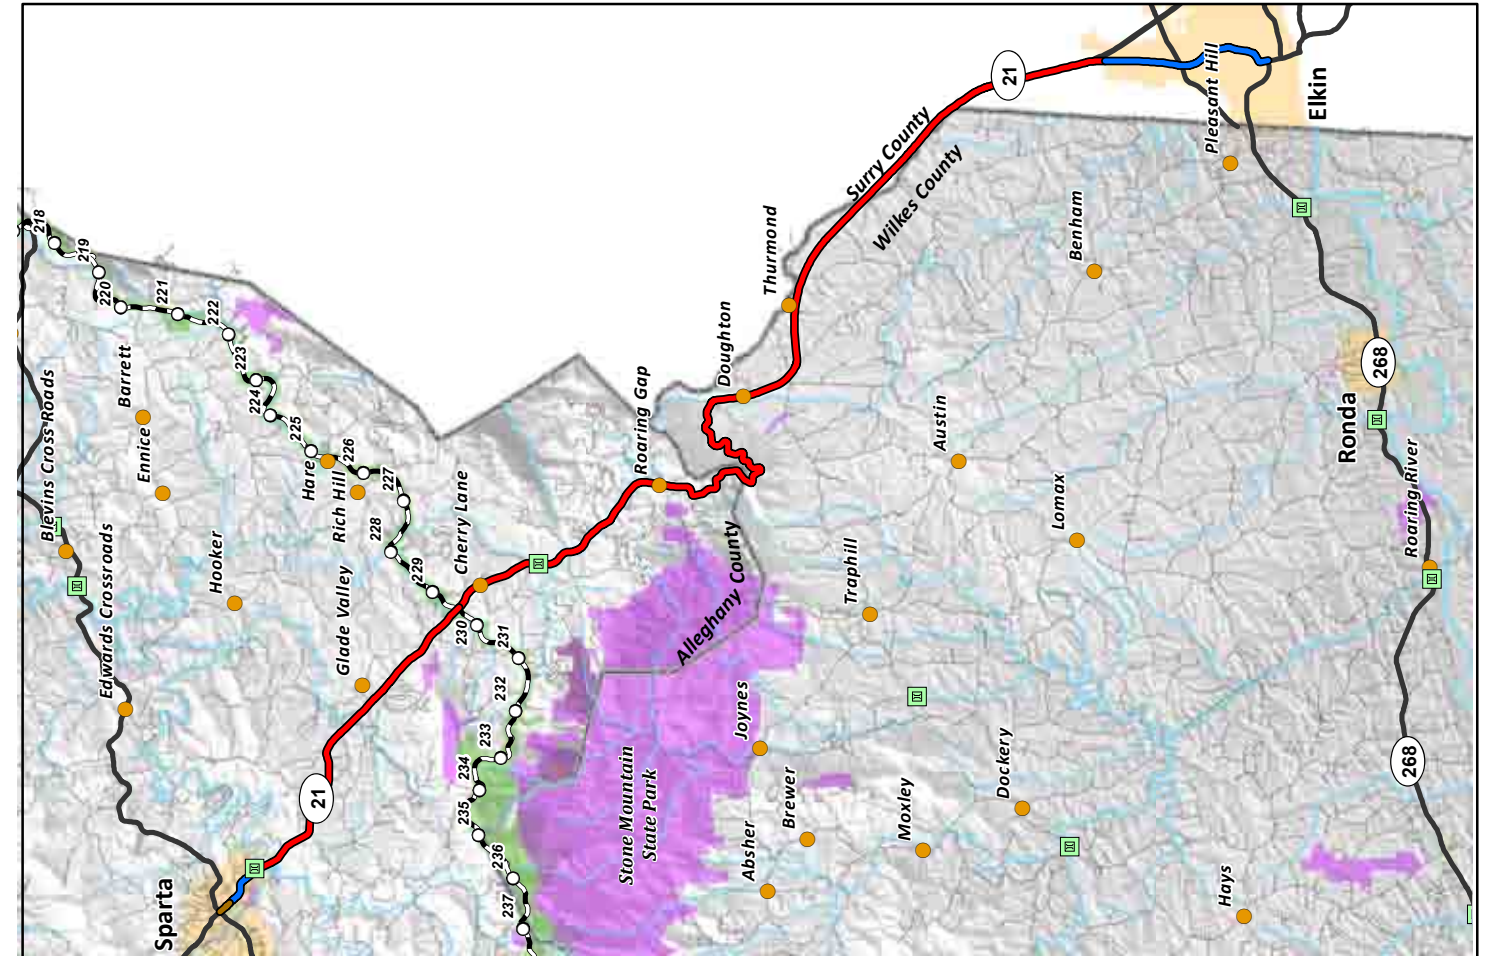 218
219
220
221
222
223
224
225
226
227
228
229
230
231
232
233
234
235
236
237
Blevins Cross Roads
Barrett
Ennice
Edwards Crossroads
Hooker
Hare
Rich Hill
Glade Valley
Cherry Lane
Sparta
21
Roaring Gap
Doughton
Thurmond
Surry County
Wilkes County
21
Pleasant Hill
Elkin
Benham
Austin
Lomax
Traphill
Alleghany County
Joynes
Stone Mountain
State Park
Absher
Brewer
Moxley
Dockery
Hays
268
Ronda
Roaring River
268